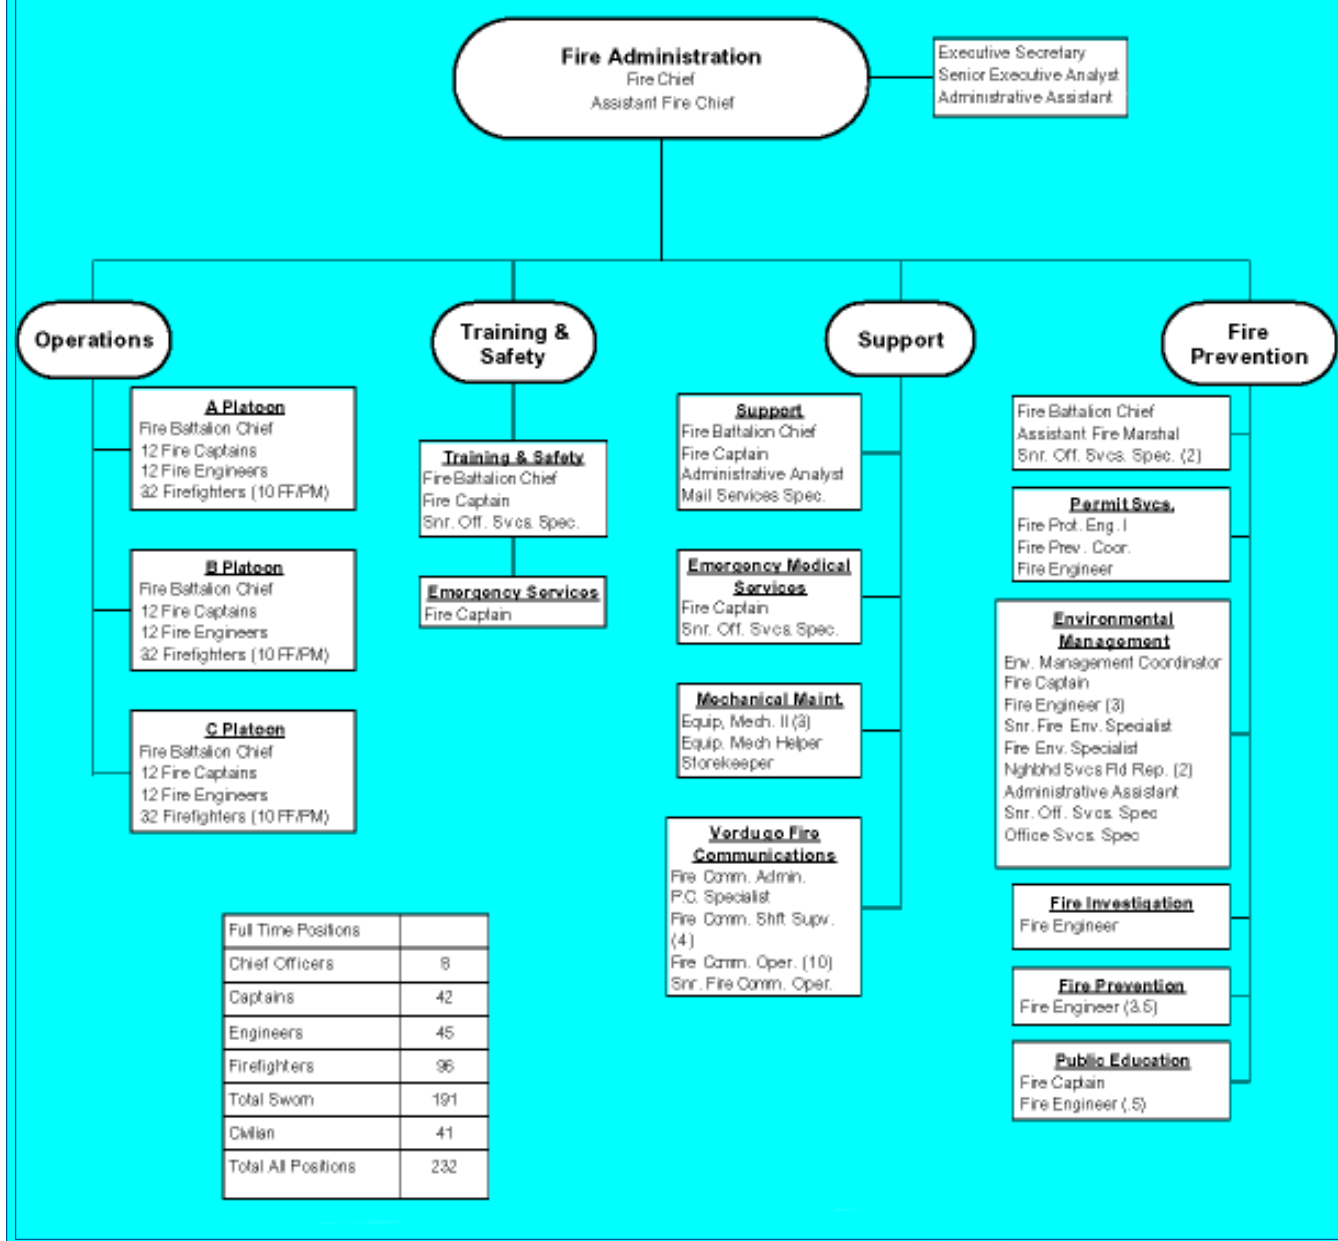 Fire Administration
Fire Chief
Assistant Fire Chief
Executive Secretary
Senior Executive Analyst
Administrative Assistant
Operations
A Platoon
Fire Battalion Chief
12 Fire Captains
12 Fire Engineers
32 Firefighters (10 FF/PM)
B Platoon
Fire Battalion Chief
12 Fire Captains
12 Fire Engineers
32 Firefighters (10 FF/PM)
C Platoon
Fire Battalion Chief
12 Fire Captains
12 Fire Engineers
32 Firefighters (10 FF/PM)
Training &
Safety
Training & Safety
Fire Battalion Chief
Fire Captain
Snr. Off. Svcs. Spec.
Emergency Services
Fire Captain
Support
Support
Fire Battalion Chief
Fire Captain
Administrative Analyst
Mail Services Spec.
Emergency Medical
Services
Fire Captain
Snr. Off. Svcs. Spec.
Mechanical Maint.
Equip, Mech. II (3)
Equip. Mech Helper
Storekeeper
Verdugo Fire
Communications
Fire Comm. Admin.
P.C. Specialist
Fire Comm. Shft Supv.
(4)
Fire Comm. Oper. (10)
Snr. Fire Comm. Oper.
Fire
Prevention
Fire Battalion Chief
Assistant Fire Marshal
Snr. Off. Svcs. Spec. (2)
Permit Svcs.
Fire Prot. Eng. I
Fire Prev. Coor.
Fire Engineer
Environmental
Management
Env. Management Coordinator
Fire Captain
Fire Engineer (3)
Snr. Fire Env. Specialist
Fire Env. Specialist
Nghbhd Svcs Fld Rep. (2)
Administrative Assistant
Snr. Off. Svcs. Spec
Office Svcs. Spec
Fire Investigation
Fire Engineer
Fire Prevention
Fire Engineer (3.5)
Public Education
Fire Captain
Fire Engineer (.5)
Full Time Positions
Chief Officers 8
Captains 42
Engineers 45
Firefighters 96
Total Sworn 191
Civilian 41
Total All Positions 232